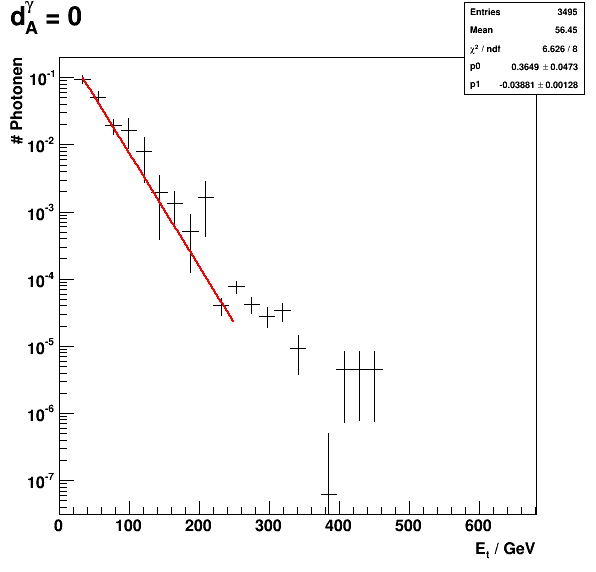 d_A^γ = 0
Entries 3495
Mean 56.45
χ² / ndf 6.626 / 8
p0 0.3649 ± 0.0473
p1 -0.03881 ± 0.00128
# Photonen
10⁻¹
10⁻²
10⁻³
10⁻⁴
10⁻⁵
10⁻⁶
10⁻⁷
0 100 200 300 400 500 600
E_t / GeV